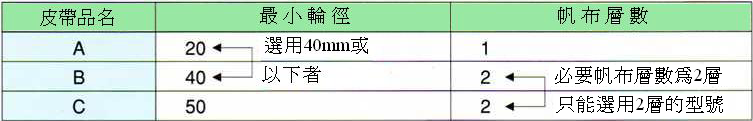 皮帶品名 最小輪徑 帆布層數
A 20 選用40mm或 1
B 40 以下者 2 必要帆布層數爲2層
C 50 2 只能選用2層的型號